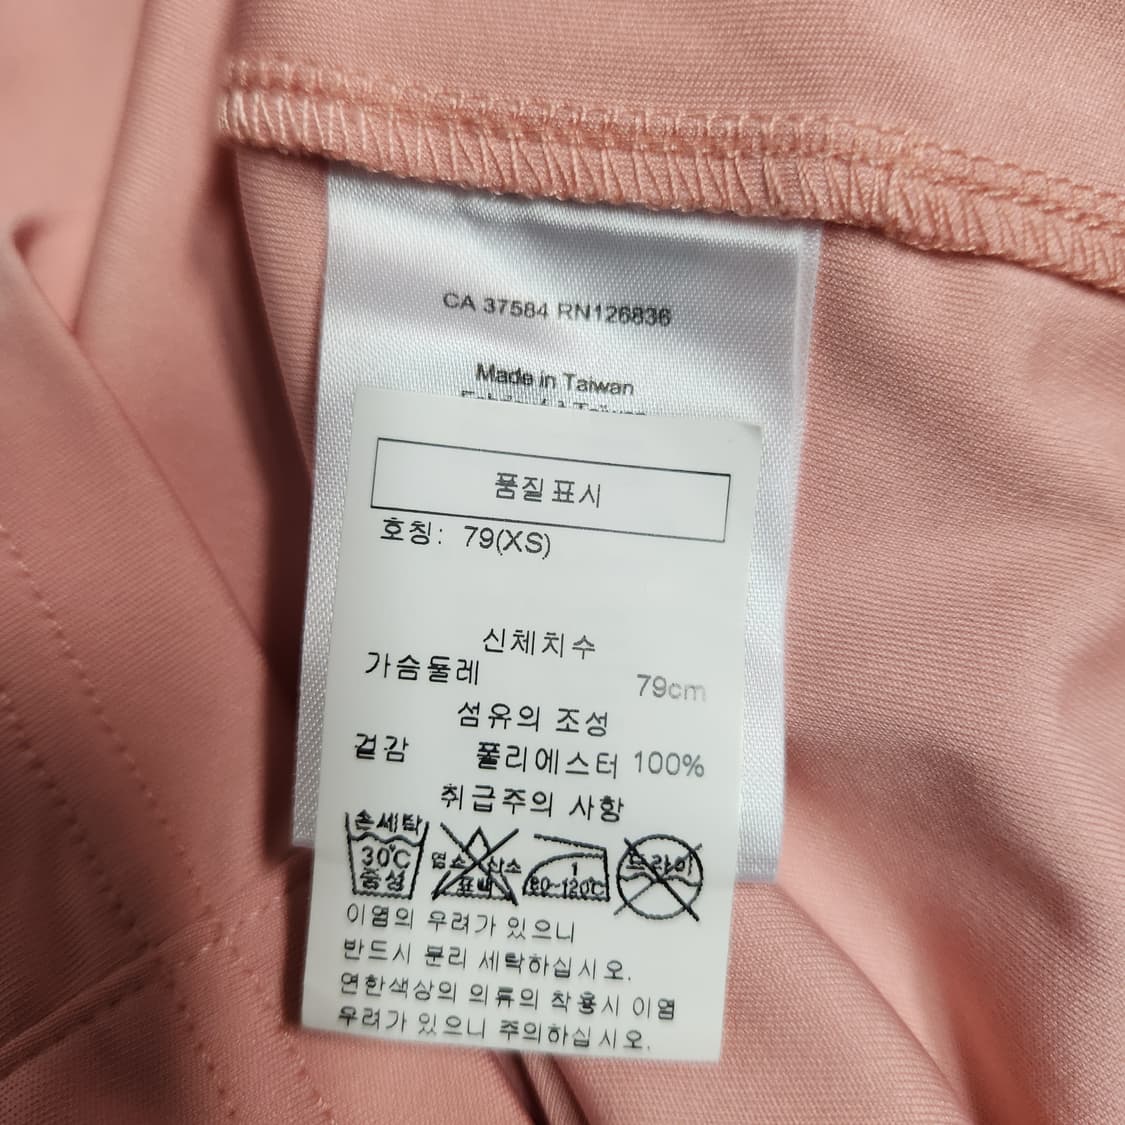 CA 37584 RN126836
Made in Taiwan
품질표시
호칭: 79(XS)
신체치수
가슴둘레 79cm
섬유의 조성
겉감 폴리에스터 100%
취급주의 사항
손세탁
30℃
중성
염소 산소
표백
1
80~120℃
드라이
이염의 우려가 있으니
반드시 분리 세탁하십시오.
연한색상의 의류의 착용시 이염
우려가 있으니 주의하십시오.